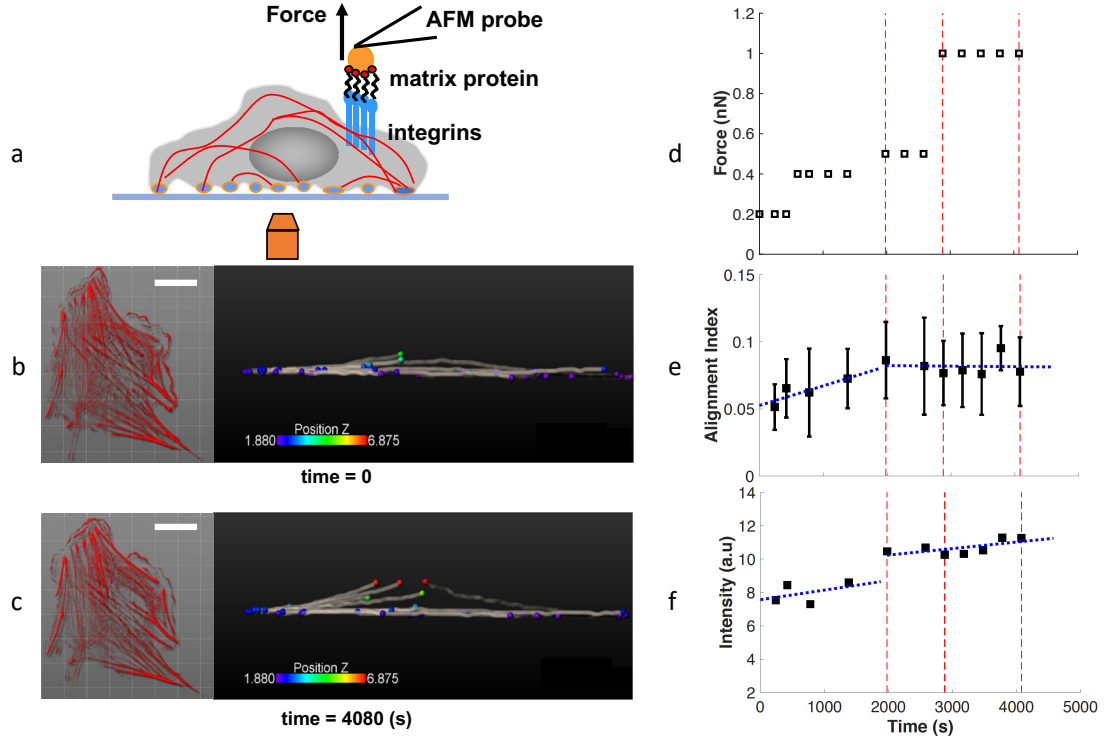 Force
AFM probe
matrix protein
integrins
a
b
Position Z
1.880 6.875
time = 0
c
Position Z
1.880 6.875
time = 4080 (s)
d
Force (nN)
1.2
1
0.8
0.6
0.4
0.2
0
e
Alignment Index
0.15
0.1
0.05
0
f
Intensity (a.u)
14
12
10
8
6
4
2
0 1000 2000 3000 4000 5000
Time (s)